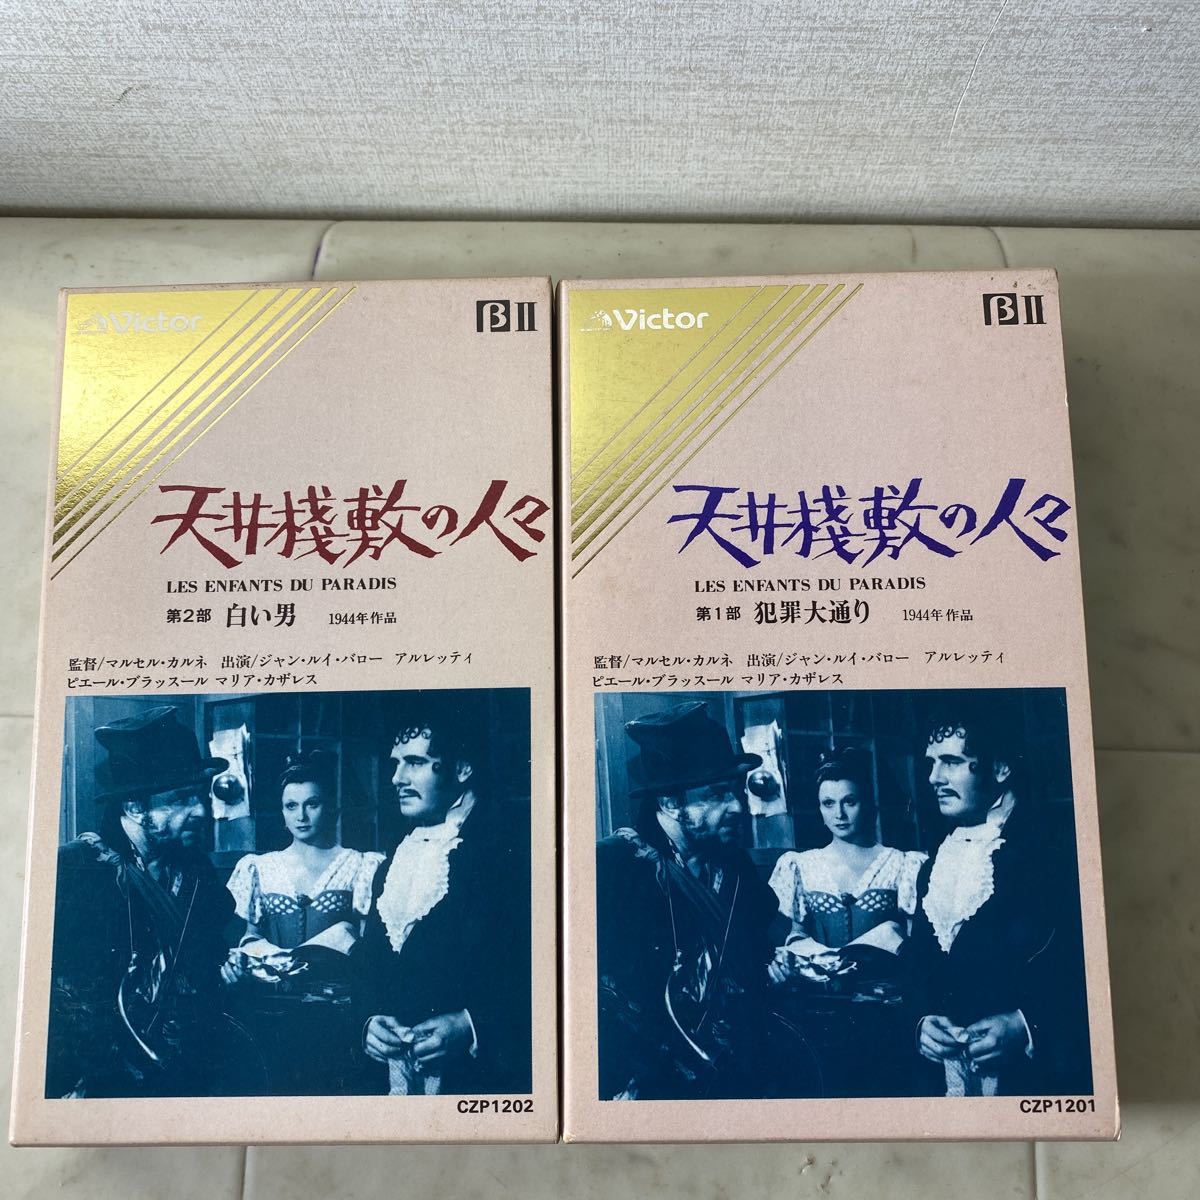 Victor
βII
天井棧敷の人々
LES ENFANTS DU PARADIS
第2部 白い男 1944年作品
監督/マルセル・カルネ 出演/ジャン・ルイ・バロー アルレッティ
ピエール・ブラッスール マリア・カザレス
CZP1202
Victor
βII
天井棧敷の人々
LES ENFANTS DU PARADIS
第1部 犯罪大通り 1944年作品
監督/マルセル・カルネ 出演/ジャン・ルイ・バロー アルレッティ
ピエール・ブラッスール マリア・カザレス
CZP1201